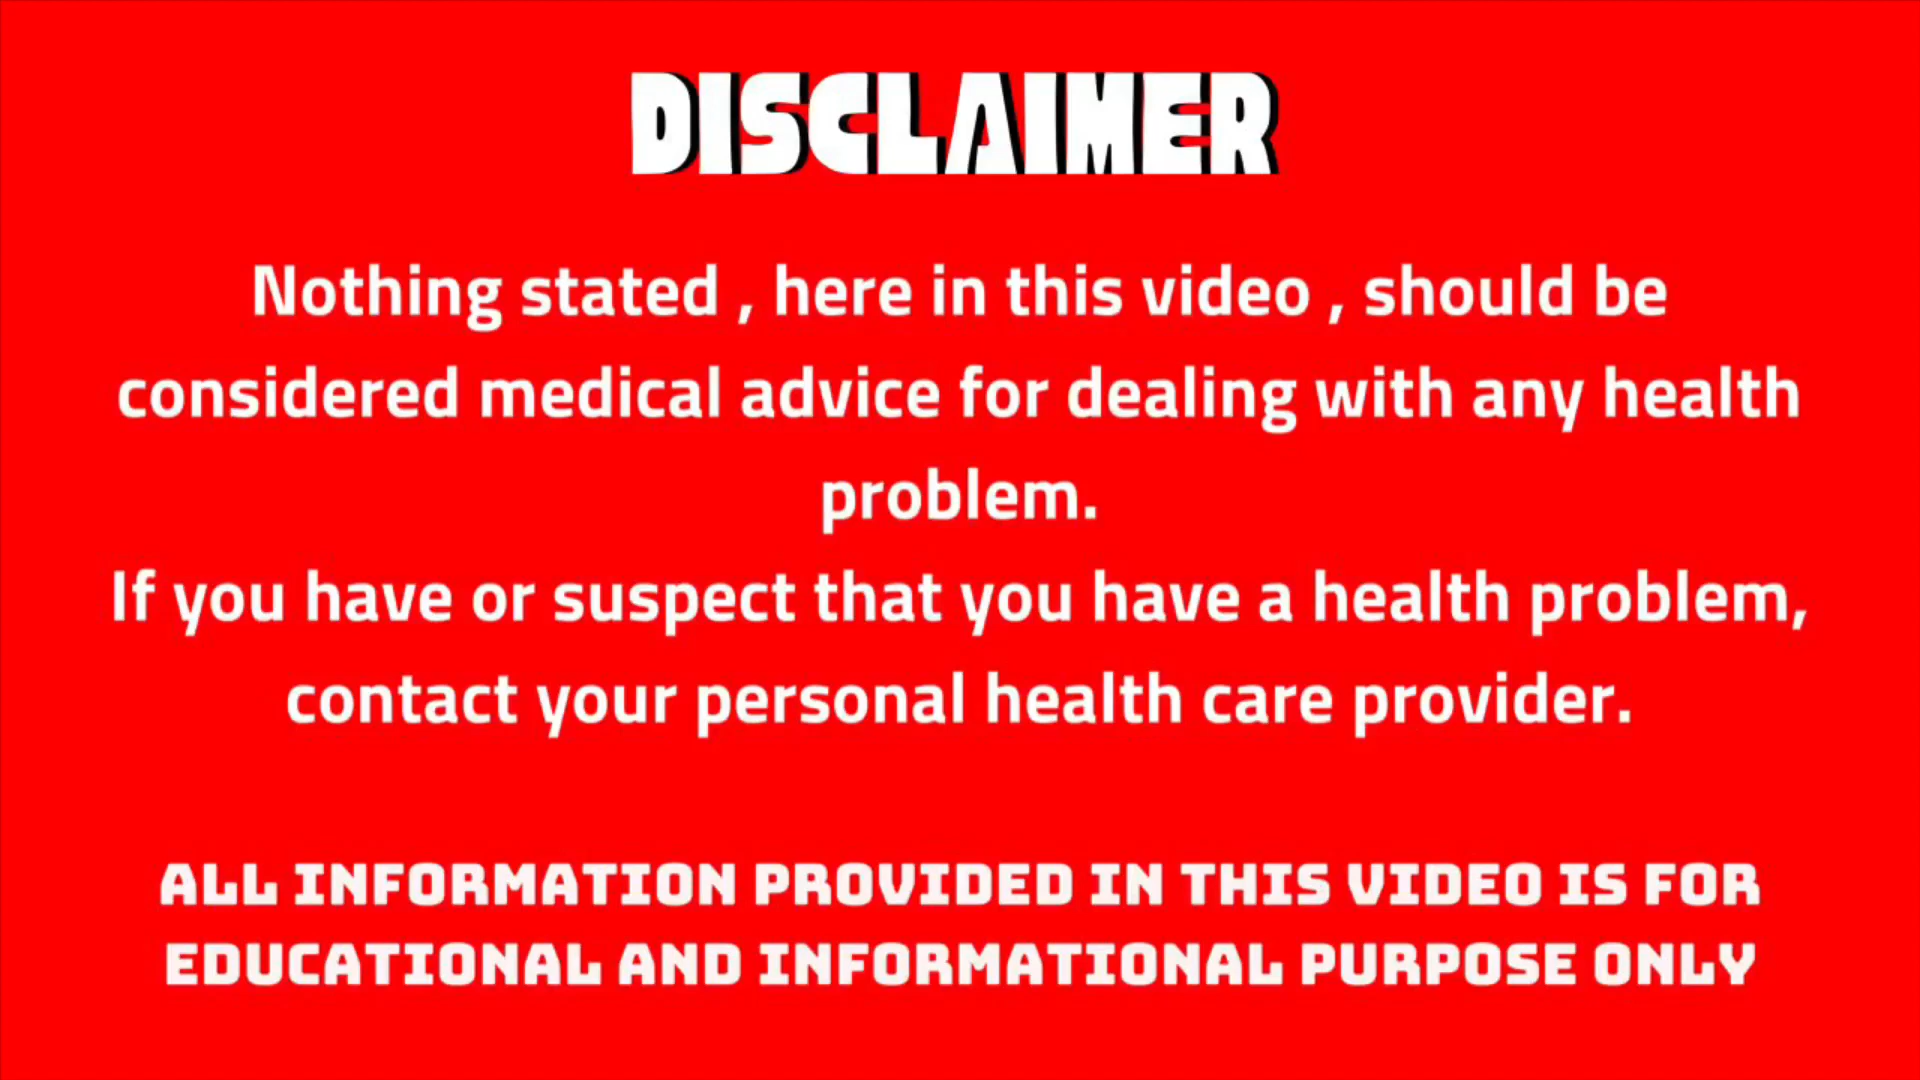 DISCLAIMER
Nothing stated , here in this video , should be
considered medical advice for dealing with any health
problem.
If you have or suspect that you have a health problem,
contact your personal health care provider.
ALL INFORMATION PROVIDED IN THIS VIDEO IS FOR
EDUCATIONAL AND INFORMATIONAL PURPOSE ONLY